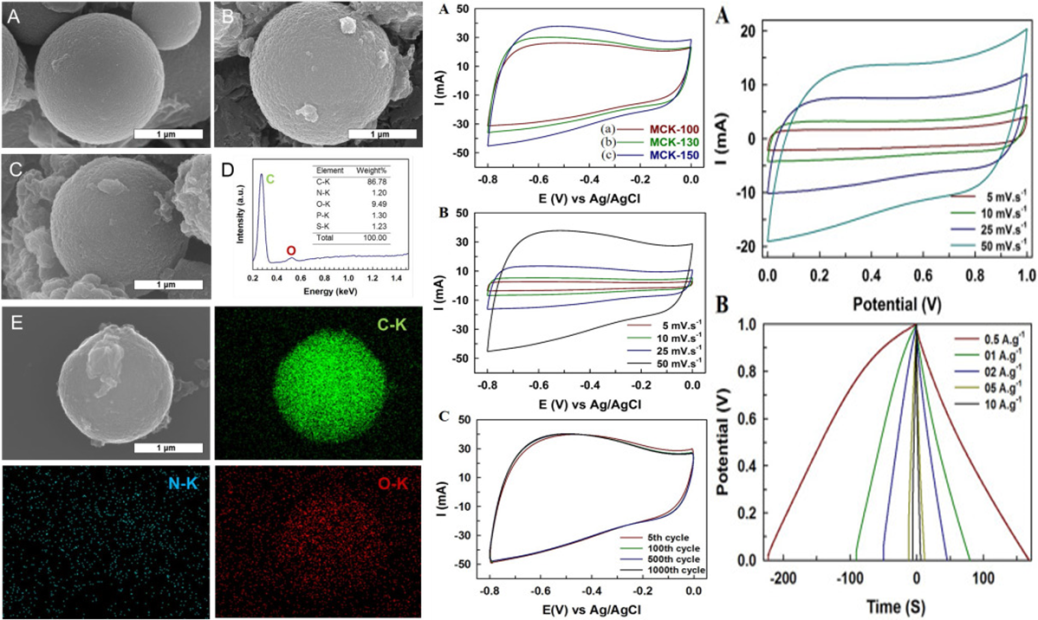 A
1 µm
B
1 µm
C
1 µm
D
C
O
Element Weight%
C-K 86.78
N-K 1.20
O-K 9.49
P-K 1.30
S-K 1.23
Total 100.00
Intensity (a.u.)
0.2 0.6 1.0 1.4
Energy (keV)
E
1 µm
C-K
N-K
O-K
A
I (mA)
50
30
10
-10
-30
-50
(a) MCK-100
(b) MCK-130
(c) MCK-150
-0.8 -0.6 -0.4 -0.2 0.0
E (V) vs Ag/AgCl
B
I (mA)
50
30
10
-10
-30
-50
5 mV.s-1
10 mV.s-1
25 mV.s-1
50 mV.s-1
-0.8 -0.6 -0.4 -0.2 0.0
E (V) vs Ag/AgCl
C
I (mA)
50
30
10
-10
-30
-50
5th cycle
100th cycle
500th cycle
1000th cycle
-0.8 -0.6 -0.4 -0.2 0.0
E(V) vs Ag/AgCl
A
I (mA)
20
10
0
-10
-20
5 mV.s-1
10 mV.s-1
25 mV.s-1
50 mV.s-1
0.0 0.2 0.4 0.6 0.8 1.0
Potential (V)
B
Potential (V)
1.0
0.8
0.6
0.4
0.2
0.0
0.5 A.g-1
01 A.g-1
02 A.g-1
05 A.g-1
10 A.g-1
-200 -100 0 100
Time (S)